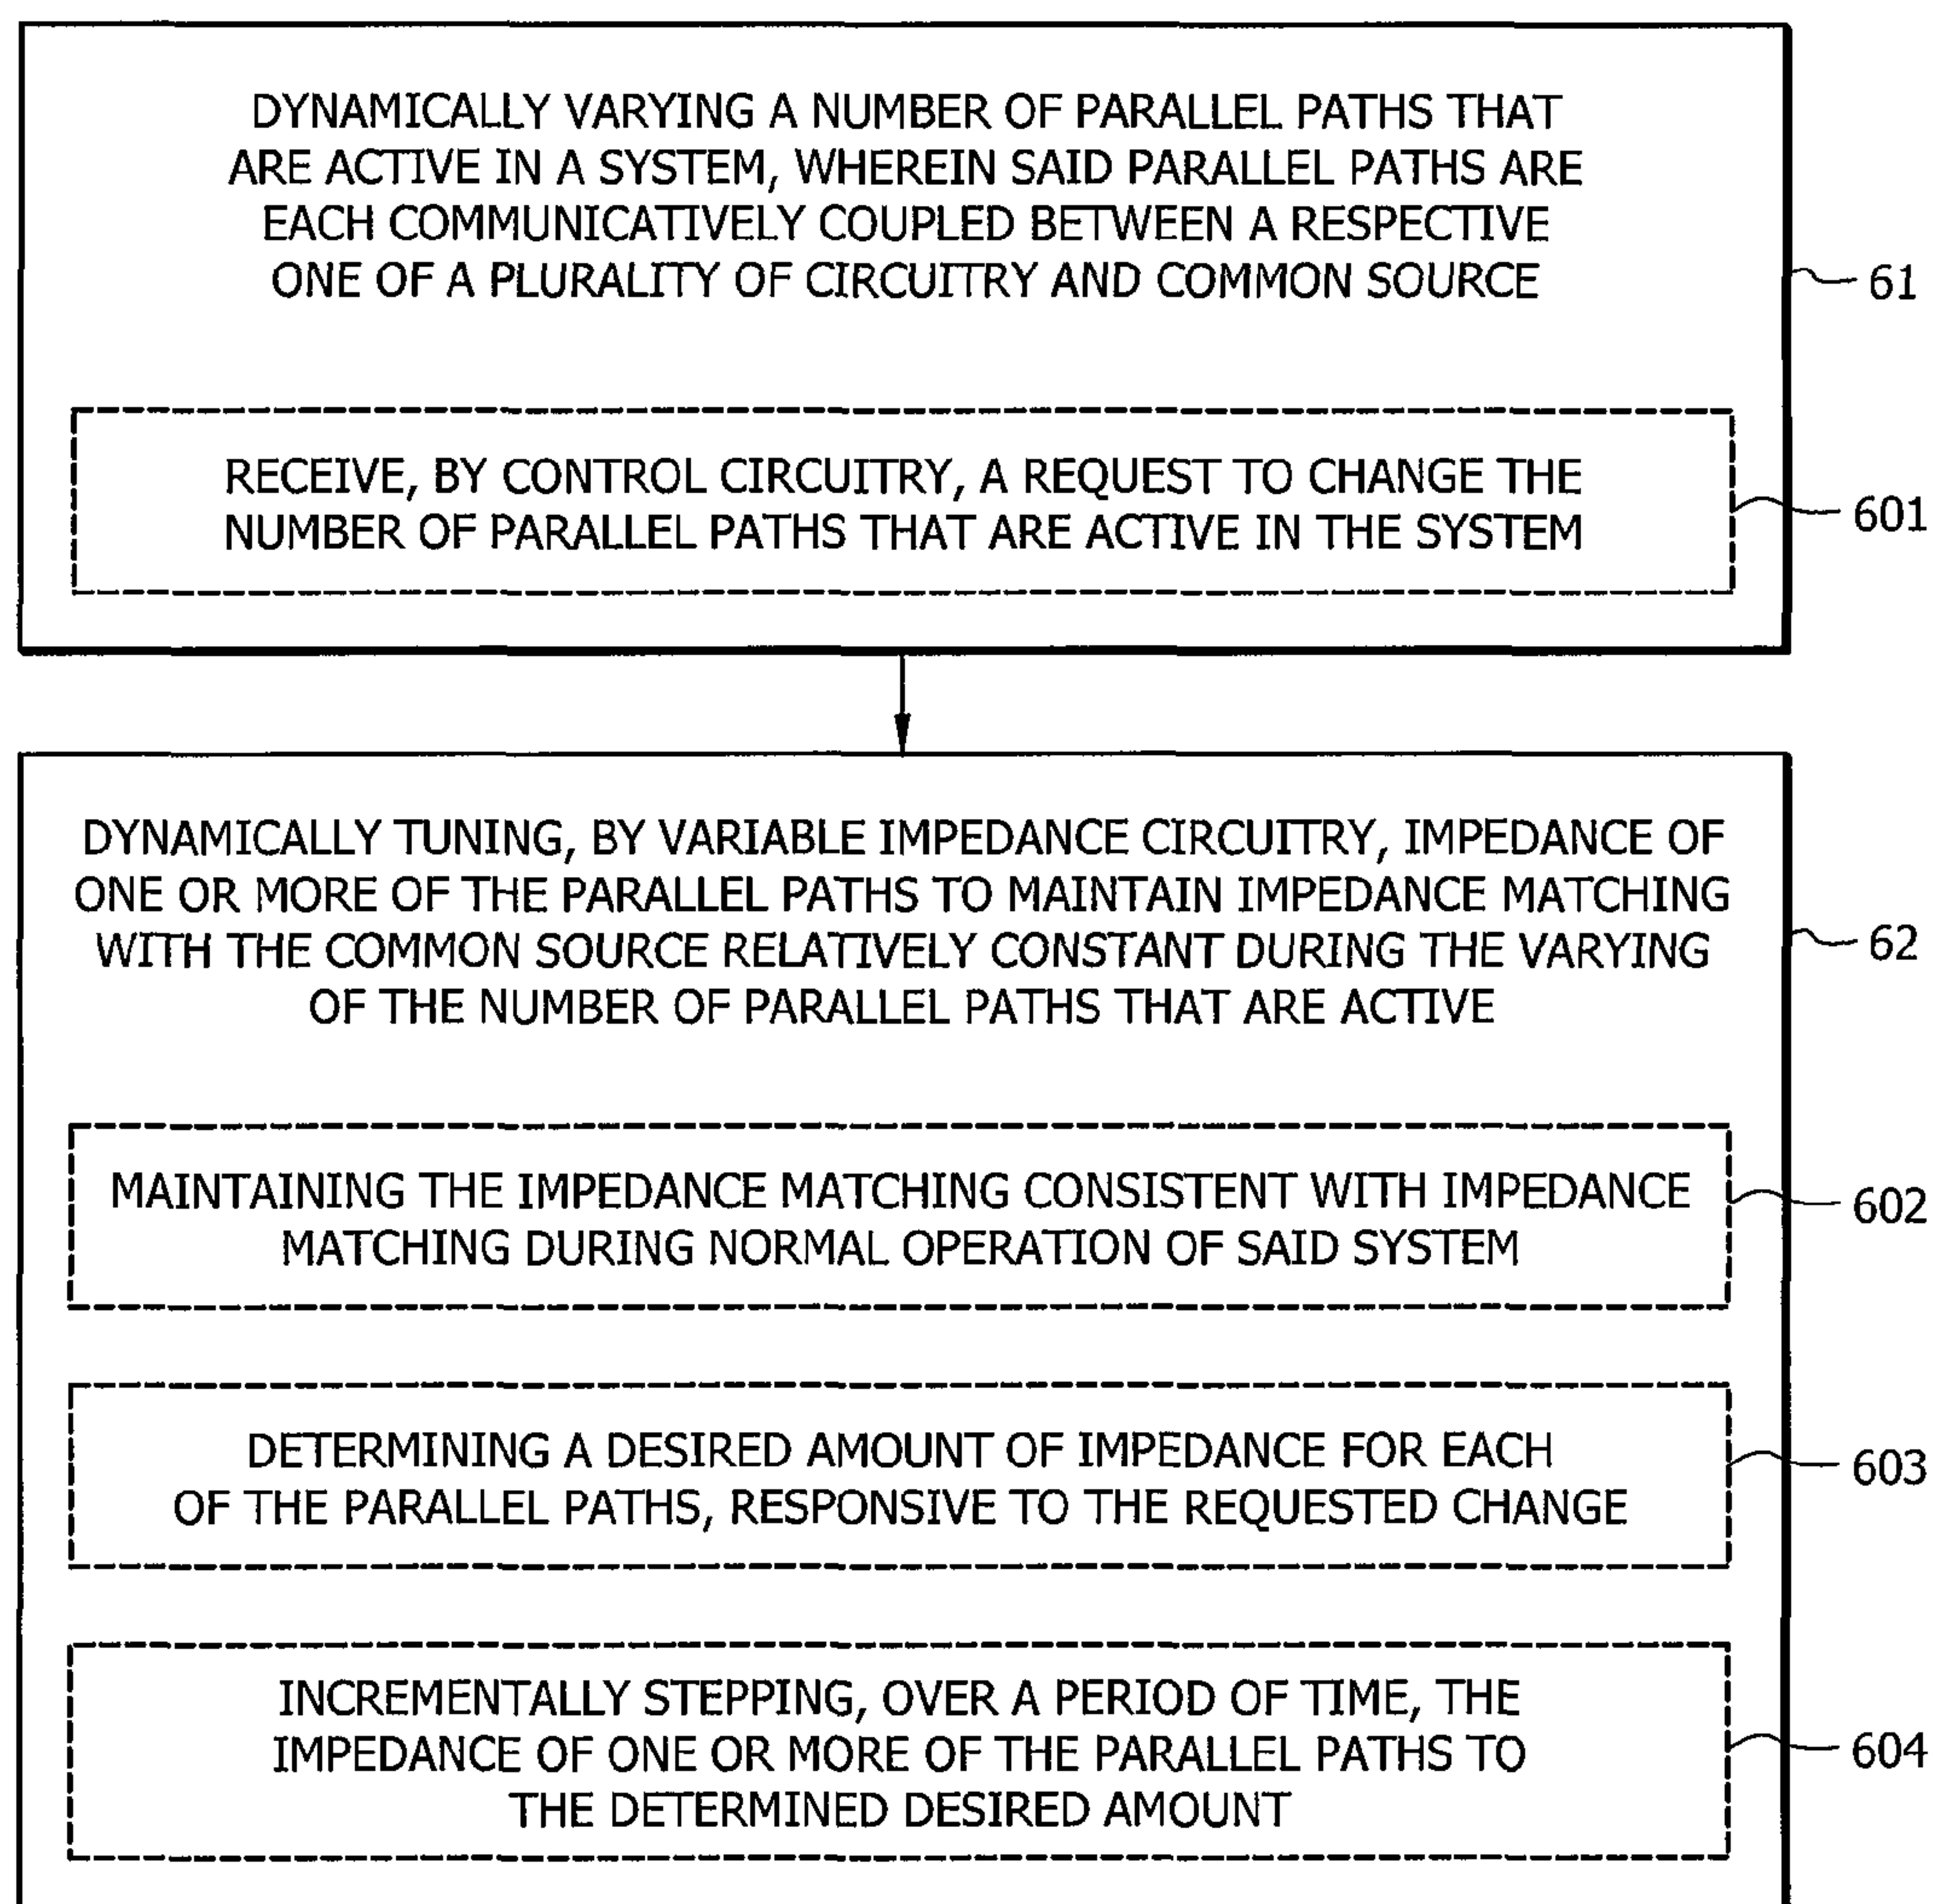 DYNAMICALLY VARYING A NUMBER OF PARALLEL PATHS THAT
ARE ACTIVE IN A SYSTEM, WHEREIN SAID PARALLEL PATHS ARE
EACH COMMUNICATIVELY COUPLED BETWEEN A RESPECTIVE
ONE OF A PLURALITY OF CIRCUITRY AND COMMON SOURCE
61
RECEIVE, BY CONTROL CIRCUITRY, A REQUEST TO CHANGE THE
NUMBER OF PARALLEL PATHS THAT ARE ACTIVE IN THE SYSTEM
601
DYNAMICALLY TUNING, BY VARIABLE IMPEDANCE CIRCUITRY, IMPEDANCE OF
ONE OR MORE OF THE PARALLEL PATHS TO MAINTAIN IMPEDANCE MATCHING
WITH THE COMMON SOURCE RELATIVELY CONSTANT DURING THE VARYING
OF THE NUMBER OF PARALLEL PATHS THAT ARE ACTIVE
62
MAINTAINING THE IMPEDANCE MATCHING CONSISTENT WITH IMPEDANCE
MATCHING DURING NORMAL OPERATION OF SAID SYSTEM
602
DETERMINING A DESIRED AMOUNT OF IMPEDANCE FOR EACH
OF THE PARALLEL PATHS, RESPONSIVE TO THE REQUESTED CHANGE
603
INCREMENTALLY STEPPING, OVER A PERIOD OF TIME, THE
IMPEDANCE OF ONE OR MORE OF THE PARALLEL PATHS TO
THE DETERMINED DESIRED AMOUNT
604